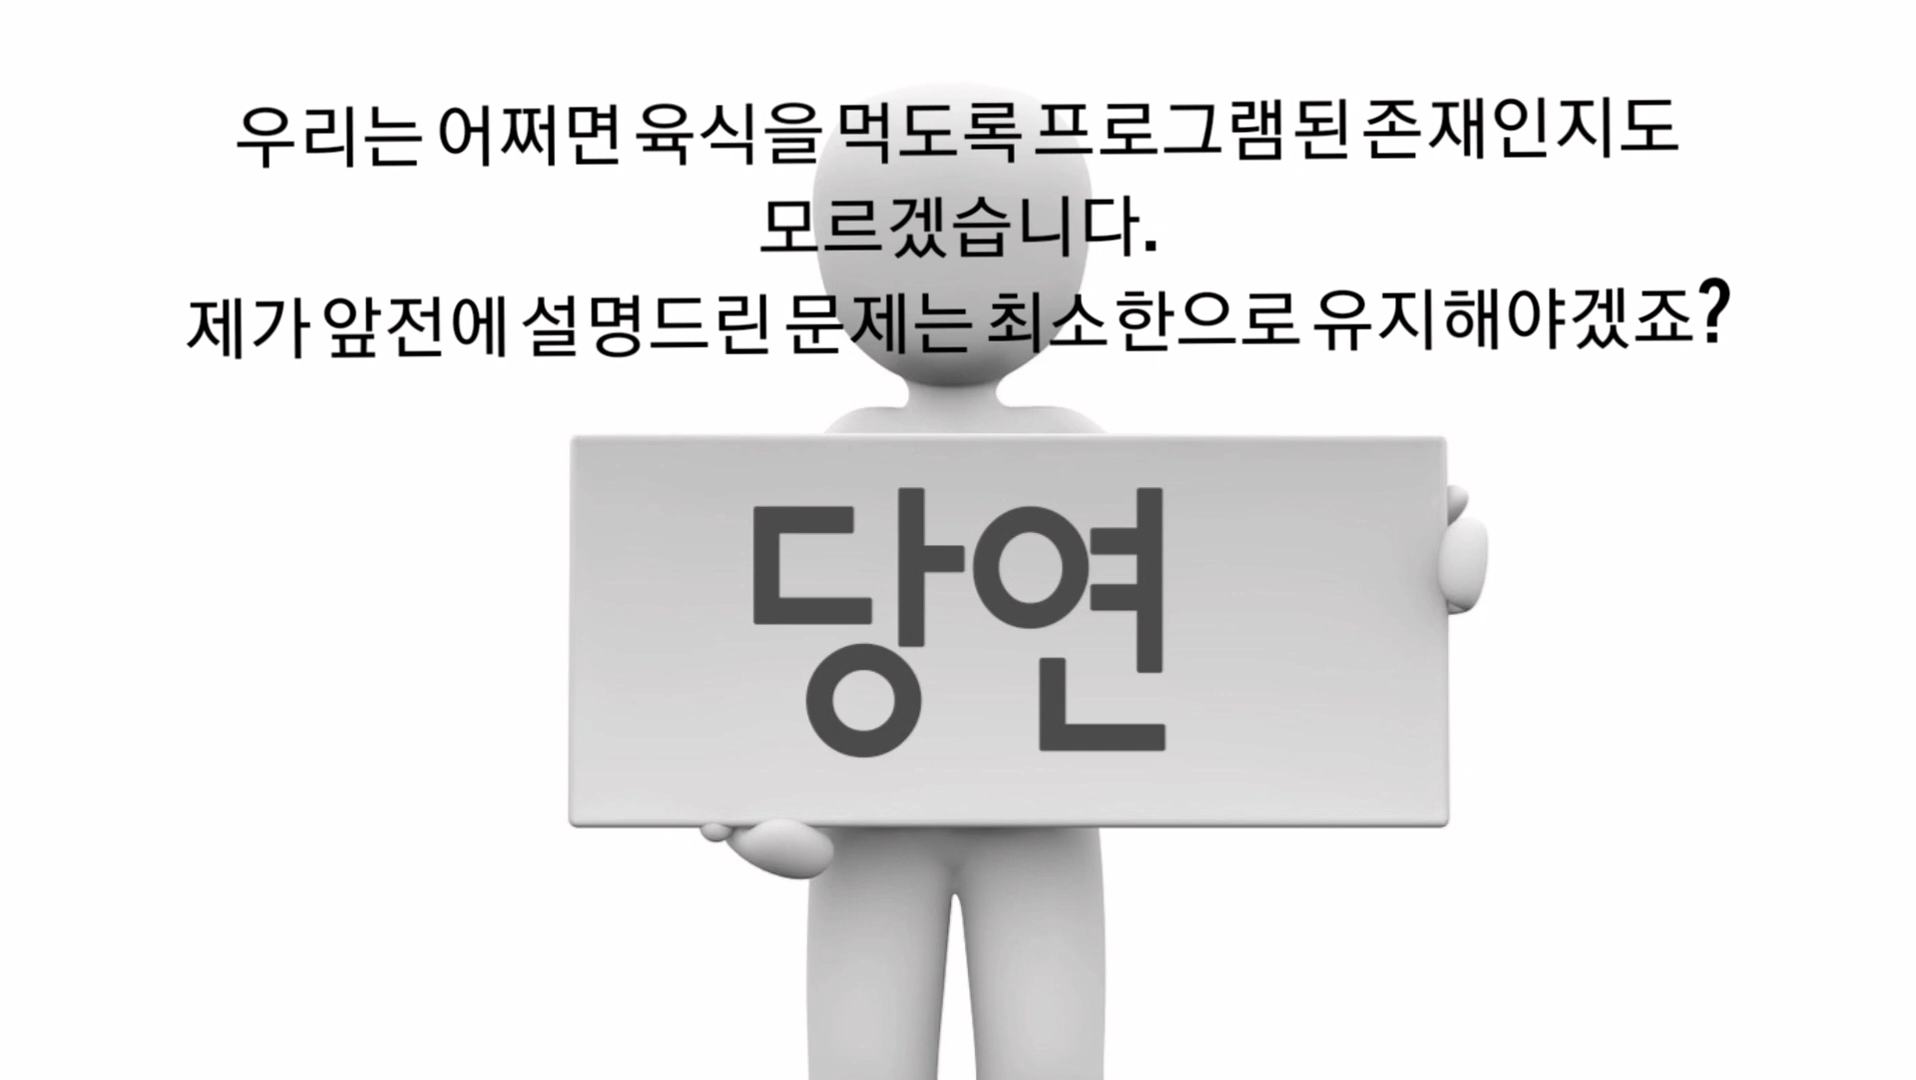 우리는 어쩌면 육식을 먹도록 프로그램된 존재인지도
모르겠습니다.
제가 앞전에 설명드린 문제는 최소한으로 유지해야겠죠?
당연